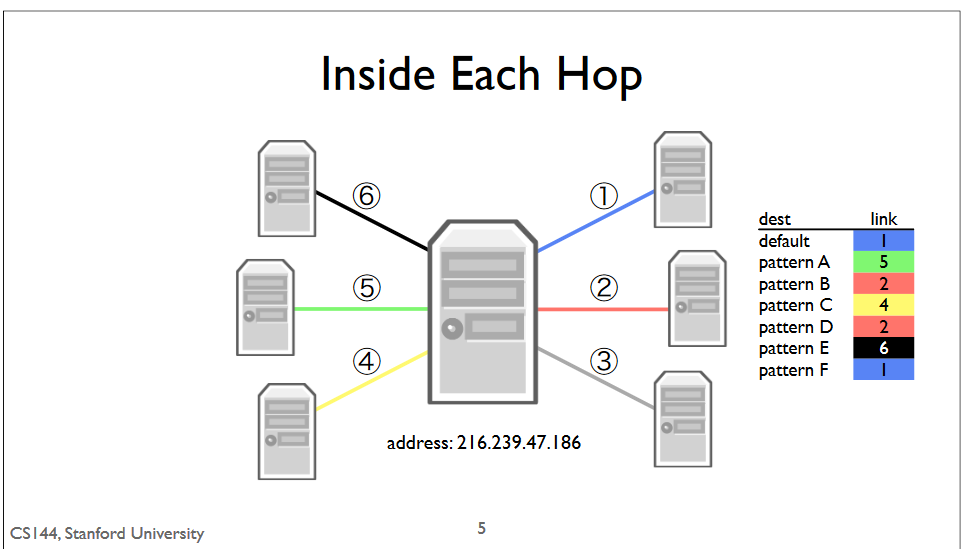 Inside Each Hop
⑥
①
⑤
②
④
③
dest link
default 1
pattern A 5
pattern B 2
pattern C 4
pattern D 2
pattern E 6
pattern F 1
address: 216.239.47.186
CS144, Stanford University
5